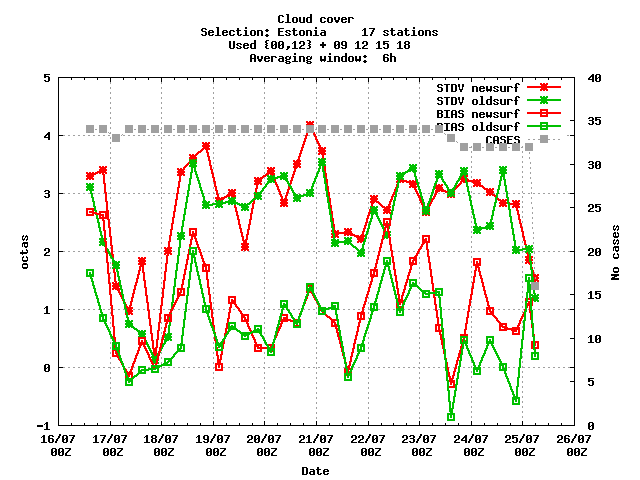 Cloud cover
Selection: Estonia 17 stations
Used {00,12} + 09 12 15 18
Averaging window: 6h
STDV newsurf
STDV oldsurf
BIAS newsurf
BIAS oldsurf
CASES
5
4
3
2
1
0
-1
octas
40
35
30
25
20
15
10
5
0
No cases
16/07 17/07 18/07 19/07 20/07 21/07 22/07 23/07 24/07 25/07 26/07
00Z 00Z 00Z 00Z 00Z 00Z 00Z 00Z 00Z 00Z 00Z
Date